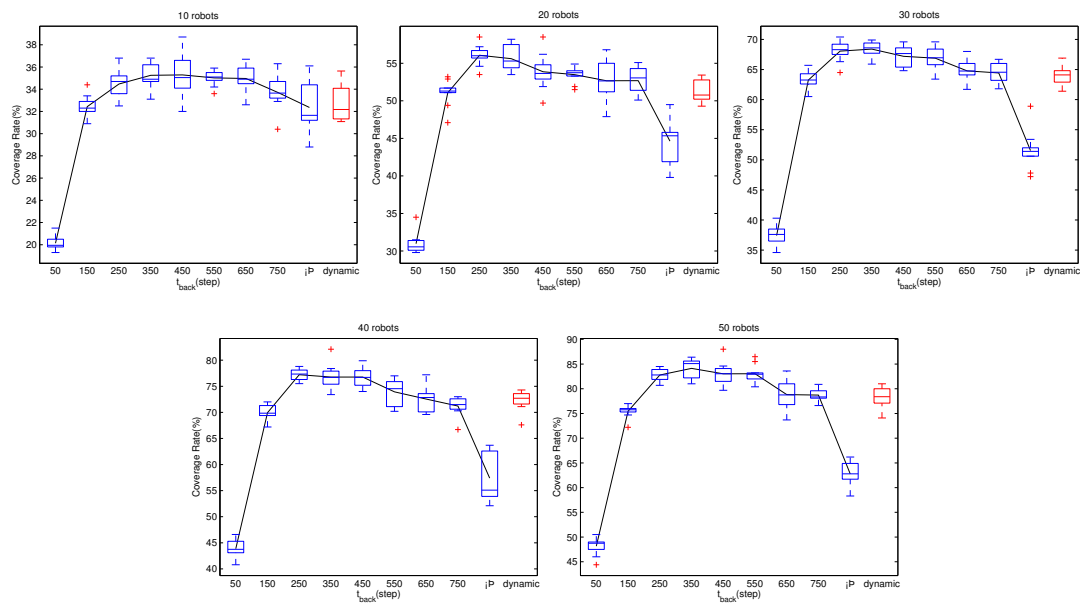 10 robots
20 robots
30 robots
Coverage Rate(%)
38
36
34
32
30
28
26
24
22
20
50 150 250 350 450 550 650 750 ¡Þ dynamic
t_back(step)
Coverage Rate(%)
55
50
45
40
35
30
50 150 250 350 450 550 650 750 ¡Þ dynamic
t_back(step)
Coverage Rate(%)
70
65
60
55
50
45
40
35
50 150 250 350 450 550 650 750 ¡Þ dynamic
t_back(step)
40 robots
50 robots
Coverage Rate(%)
80
75
70
65
60
55
50
45
40
50 150 250 350 450 550 650 750 ¡Þ dynamic
t_back(step)
Coverage Rate(%)
90
85
80
75
70
65
60
55
50
45
50 150 250 350 450 550 650 750 ¡Þ dynamic
t_back(step)